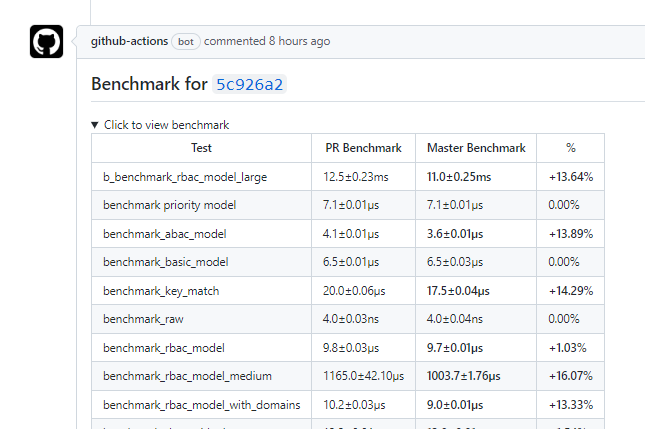 github-actions bot commented 8 hours ago
Benchmark for 5c926a2
▼ Click to view benchmark
Test PR Benchmark Master Benchmark %
b_benchmark_rbac_model_large 12.5±0.23ms 11.0±0.25ms +13.64%
benchmark priority model 7.1±0.01µs 7.1±0.01µs 0.00%
benchmark_abac_model 4.1±0.01µs 3.6±0.01µs +13.89%
benchmark_basic_model 6.5±0.01µs 6.5±0.03µs 0.00%
benchmark_key_match 20.0±0.06µs 17.5±0.04µs +14.29%
benchmark_raw 4.0±0.03ns 4.0±0.04ns 0.00%
benchmark_rbac_model 9.8±0.03µs 9.7±0.01µs +1.03%
benchmark_rbac_model_medium 1165.0±42.10µs 1003.7±1.76µs +16.07%
benchmark_rbac_model_with_domains 10.2±0.03µs 9.0±0.01µs +13.33%